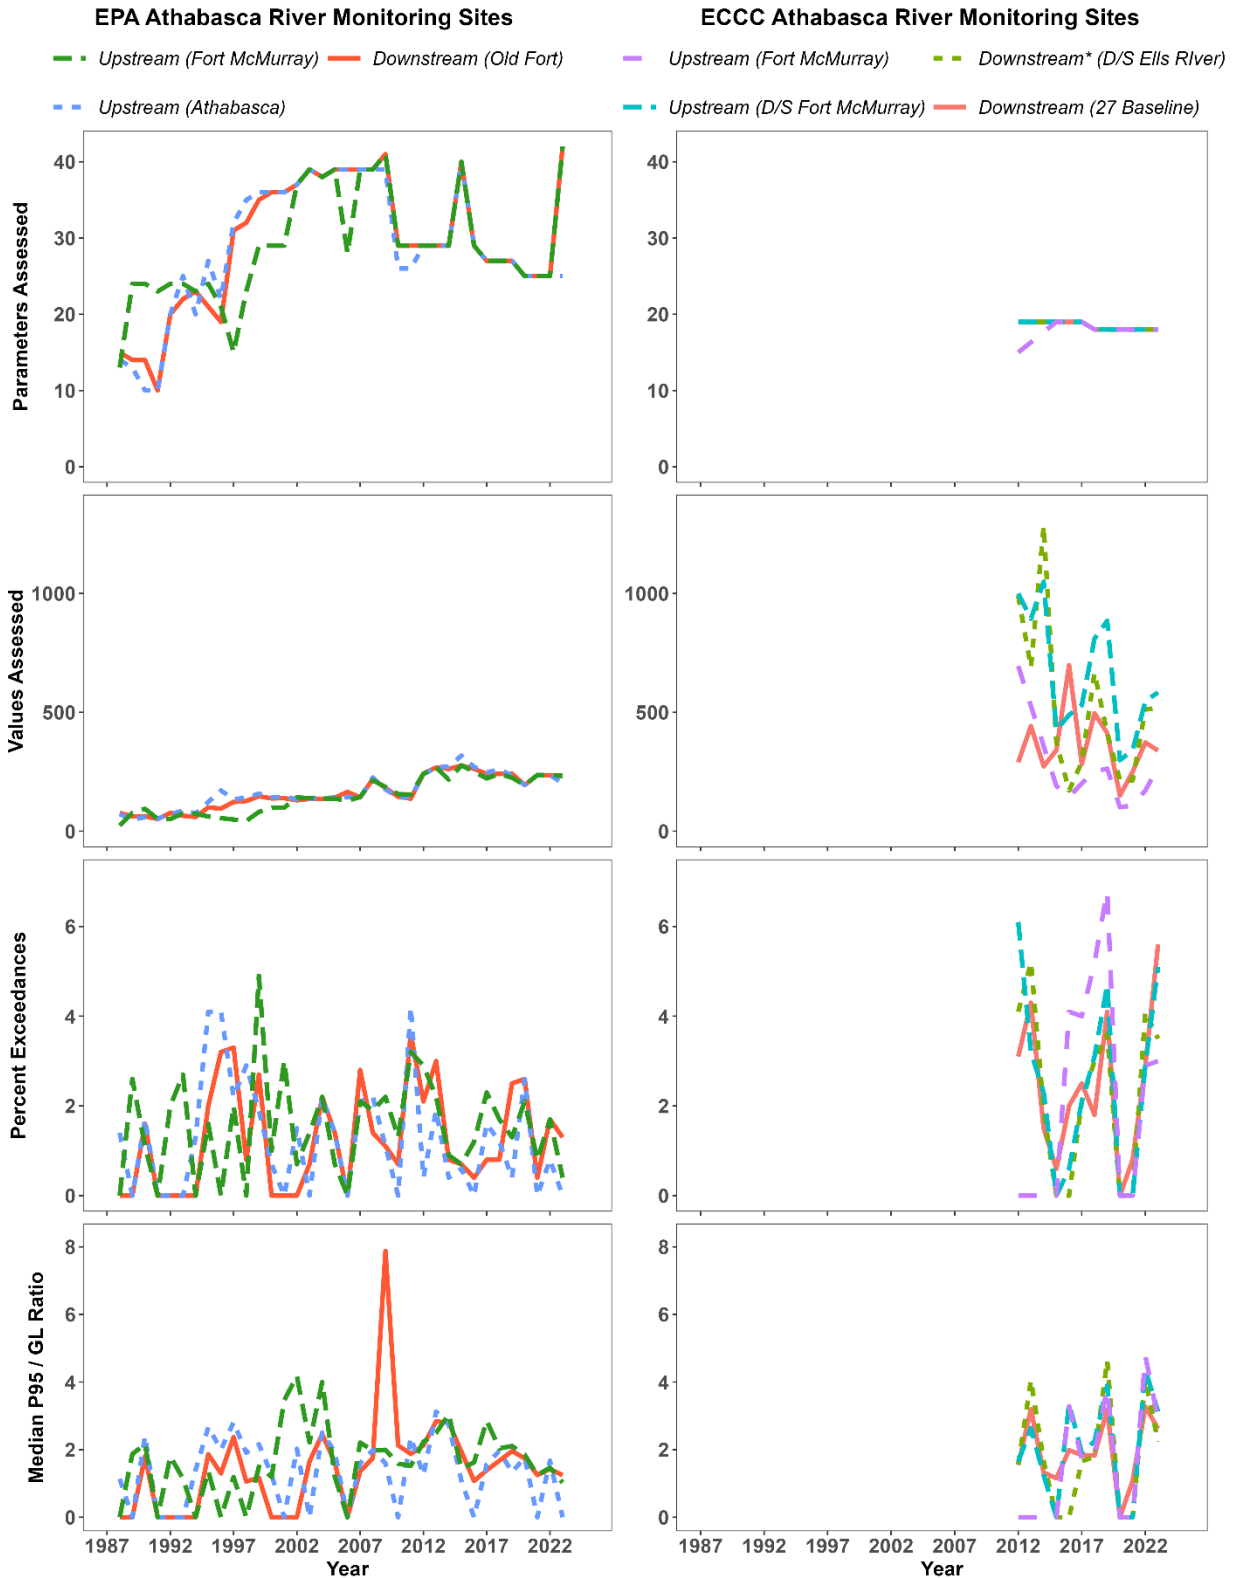 EPA Athabasca River Monitoring Sites
Upstream (Fort McMurray) Downstream (Old Fort)
Upstream (Athabasca)
ECCC Athabasca River Monitoring Sites
Upstream (Fort McMurray) Downstream* (D/S Ells RIver)
Upstream (D/S Fort McMurray) Downstream (27 Baseline)
Parameters Assessed
40
30
20
10
0
40
30
20
10
0
Values Assessed
1000
500
0
1000
500
0
Percent Exceedances
6
4
2
0
6
4
2
0
Median P95 / GL Ratio
8
6
4
2
0
8
6
4
2
0
1987 1992 1997 2002 2007 2012 2017 2022
Year
1987 1992 1997 2002 2007 2012 2017 2022
Year